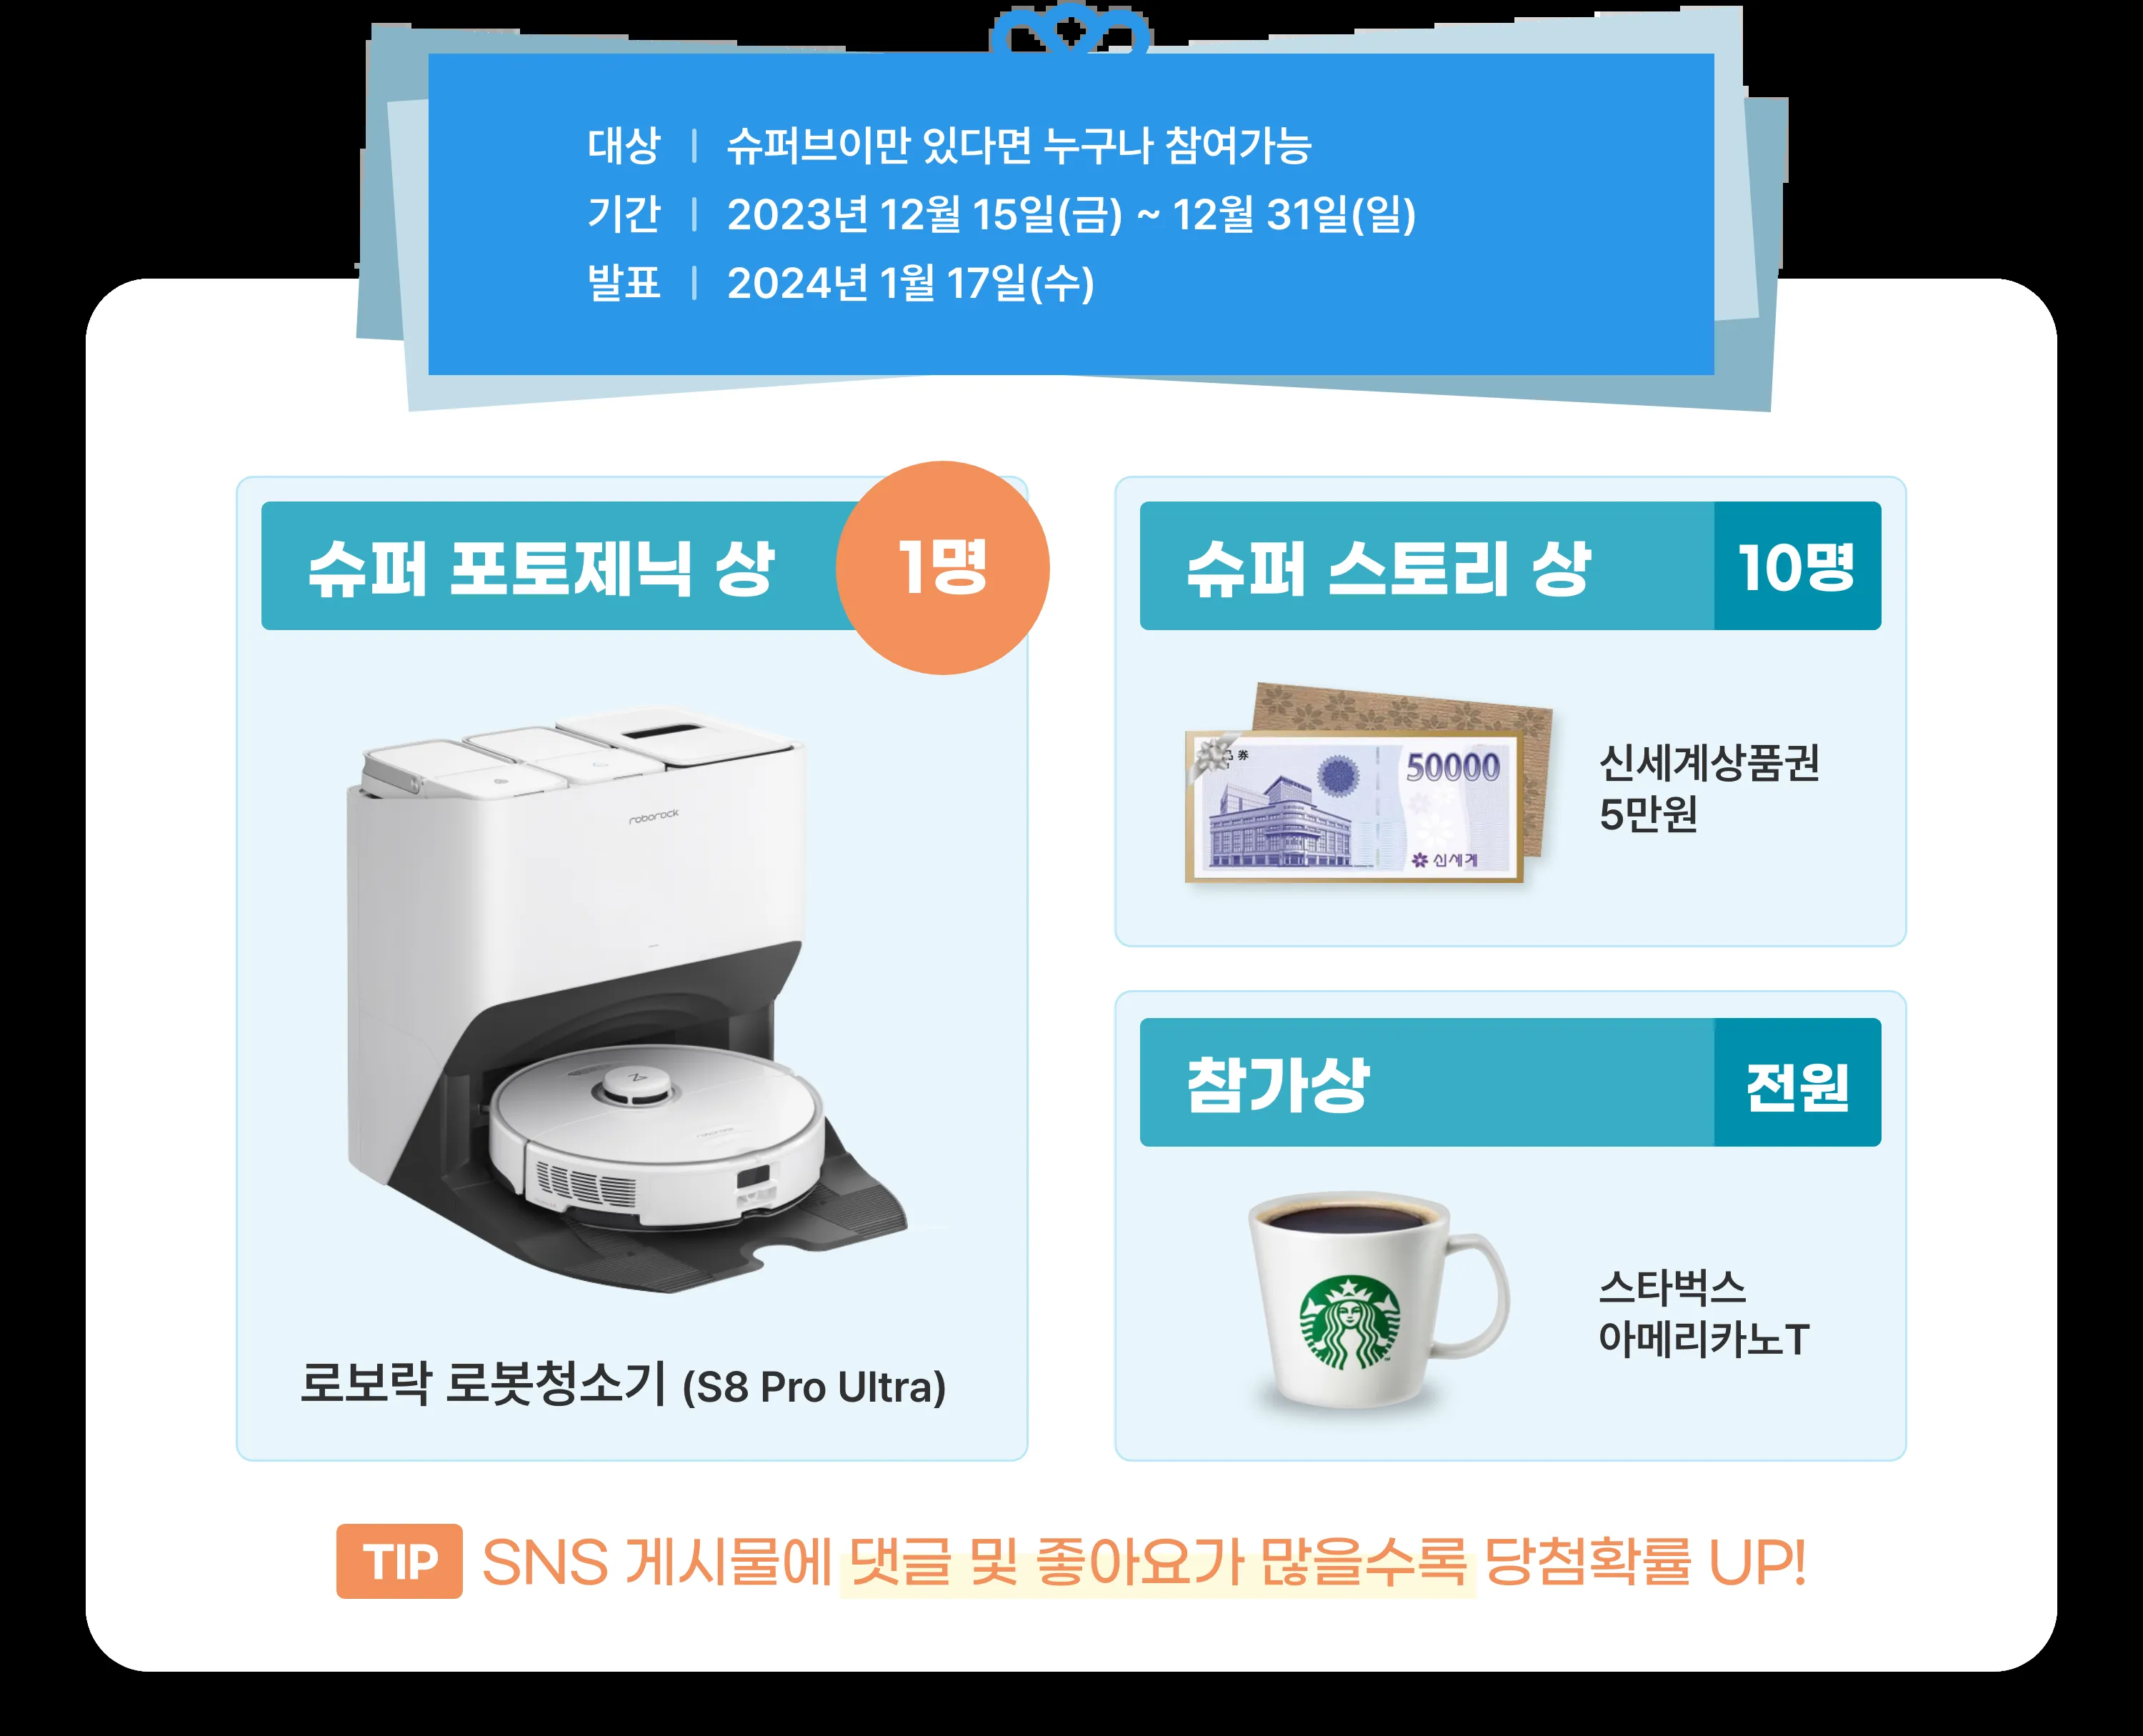 대상 | 슈퍼브이만 있다면 누구나 참여가능
기간 | 2023년 12월 15일(금) ~ 12월 31일(일)
발표 | 2024년 1월 17일(수)
슈퍼 포토제닉 상 1명
roborock
로보락 로봇청소기 (S8 Pro Ultra)
슈퍼 스토리 상 10명
券
50000
신세계
신세계상품권
5만원
참가상 전원
스타벅스
아메리카노T
TIP SNS 게시물에 댓글 및 좋아요가 많을수록 당첨확률 UP!